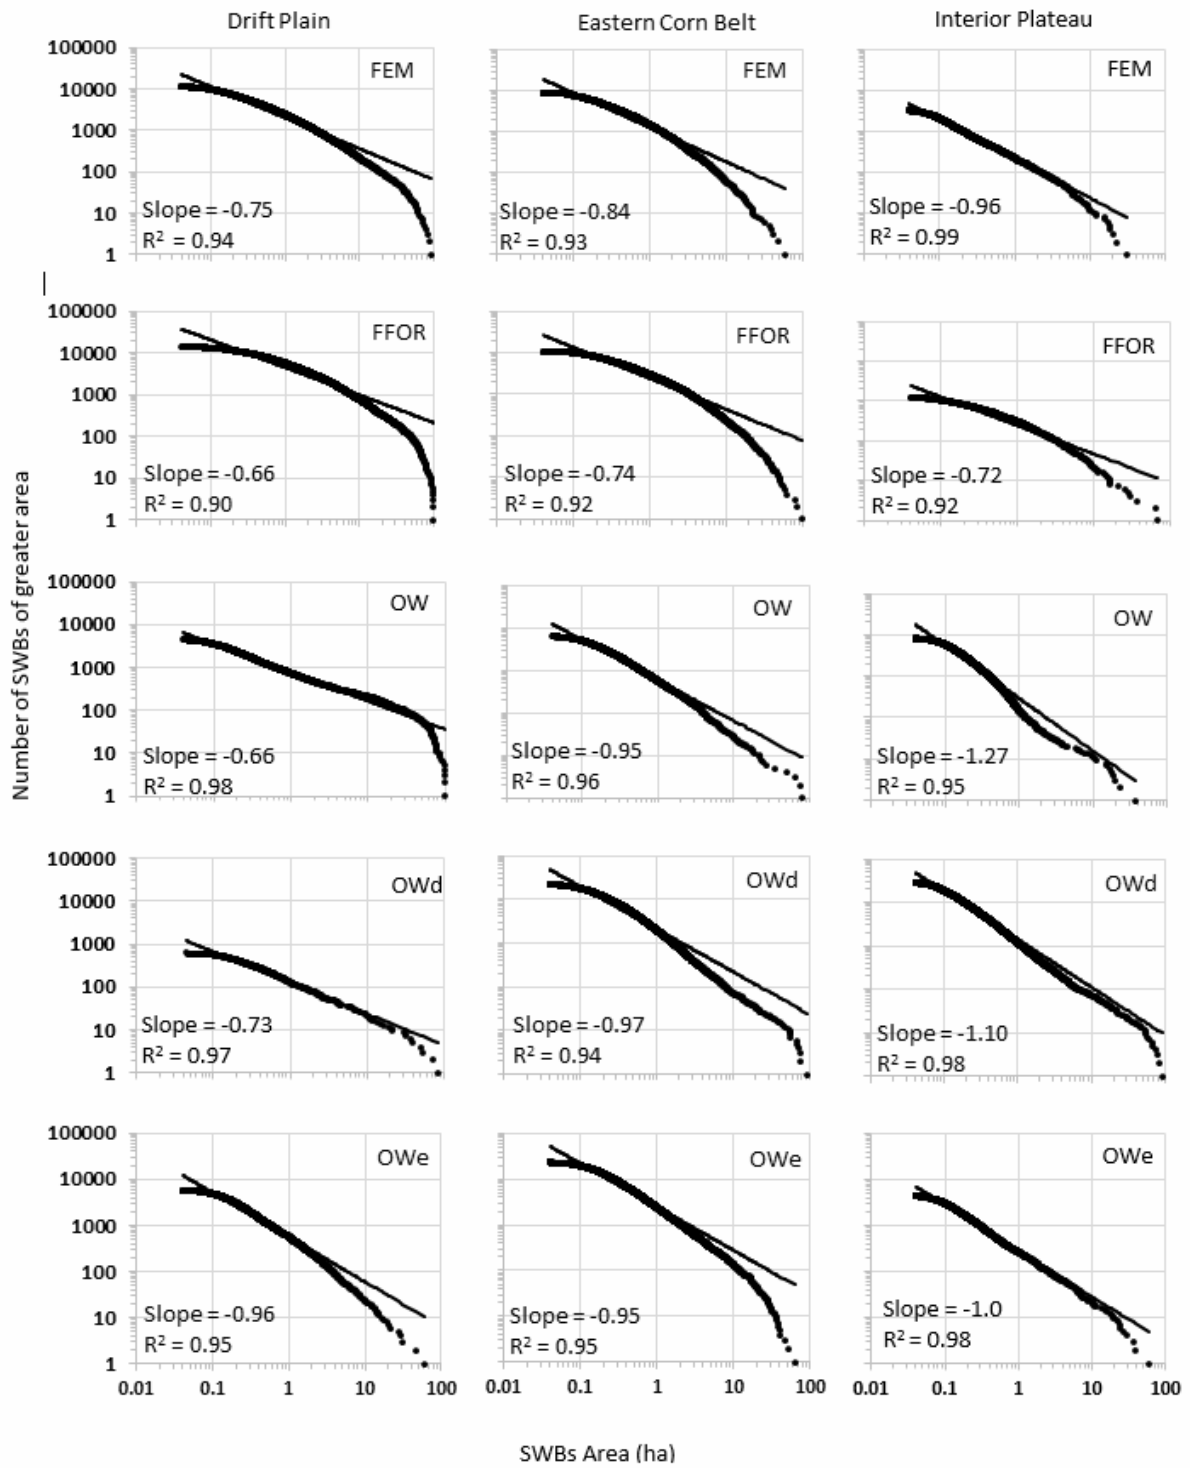 Drift Plain
Eastern Corn Belt
Interior Plateau
Number of SWBs of greater area
100000
10000
1000
100
10
1
FEM
Slope = -0.75
R² = 0.94
FEM
Slope = -0.84
R² = 0.93
FEM
Slope = -0.96
R² = 0.99
100000
10000
1000
100
10
1
FFOR
Slope = -0.66
R² = 0.90
FFOR
Slope = -0.74
R² = 0.92
FFOR
Slope = -0.72
R² = 0.92
100000
10000
1000
100
10
1
OW
Slope = -0.66
R² = 0.98
OW
Slope = -0.95
R² = 0.96
OW
Slope = -1.27
R² = 0.95
100000
10000
1000
100
10
1
OWd
Slope = -0.73
R² = 0.97
OWd
Slope = -0.97
R² = 0.94
OWd
Slope = -1.10
R² = 0.98
100000
10000
1000
100
10
1
OWe
Slope = -0.96
R² = 0.95
OWe
Slope = -0.95
R² = 0.95
OWe
Slope = -1.0
R² = 0.98
0.01 0.1 1 10 100
0.01 0.1 1 10 100
0.01 0.1 1 10 100
SWBs Area (ha)